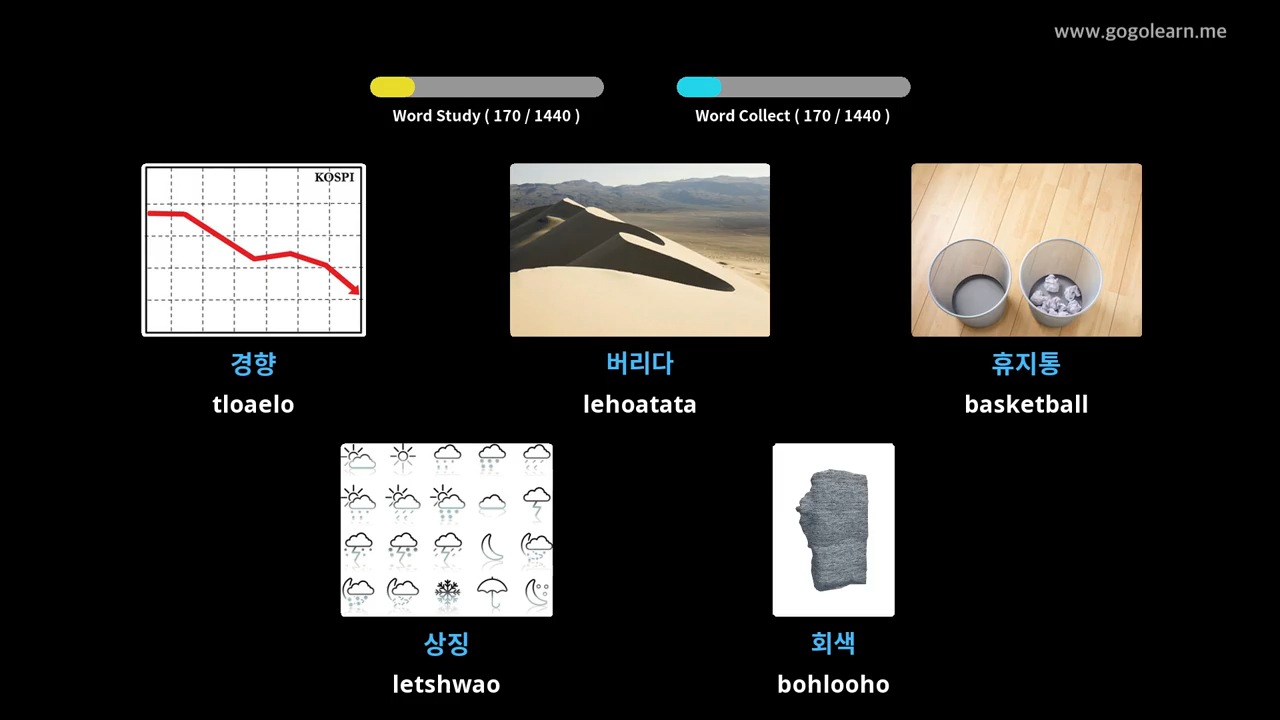 www.gogolearn.me
Word Study ( 170 / 1440 )
Word Collect ( 170 / 1440 )
KOSPI
경향
버리다
휴지통
tloaelo
lehoatata
basketball
상징
회색
letshwao
bohlooho